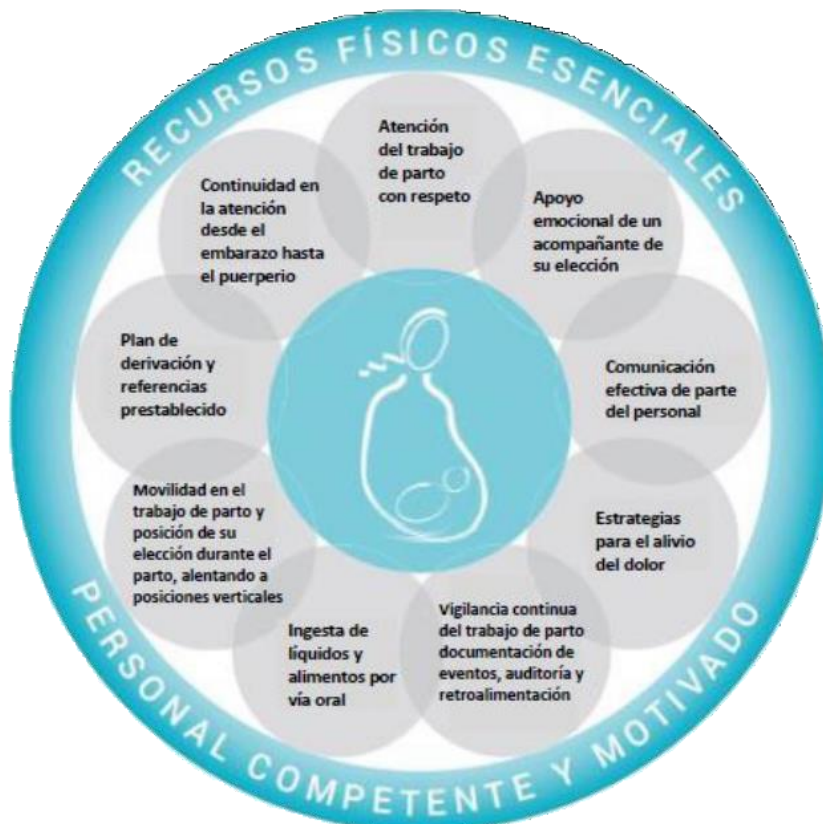 RECURSOS FÍSICOS ESENCIALES
Atención
del trabajo
de parto
con respeto
Apoyo
emocional de un
acompañante de
su elección
Comunicación
efectiva de parte
del personal
Estrategias
para el alivio
del dolor
Vigilancia continua
del trabajo de parto
documentación de
eventos, auditoría y
retroalimentación
Ingesta de
líquidos y
alimentos por
vía oral
Movilidad en el
trabajo de parto y
posición de su
elección durante el
parto, alentando a
posiciones verticales
Plan de
derivación y
referencias
prestablecido
Continuidad en
la atención
desde el
embarazo hasta
el puerperio
PERSONAL COMPETENTE Y MOTIVADO